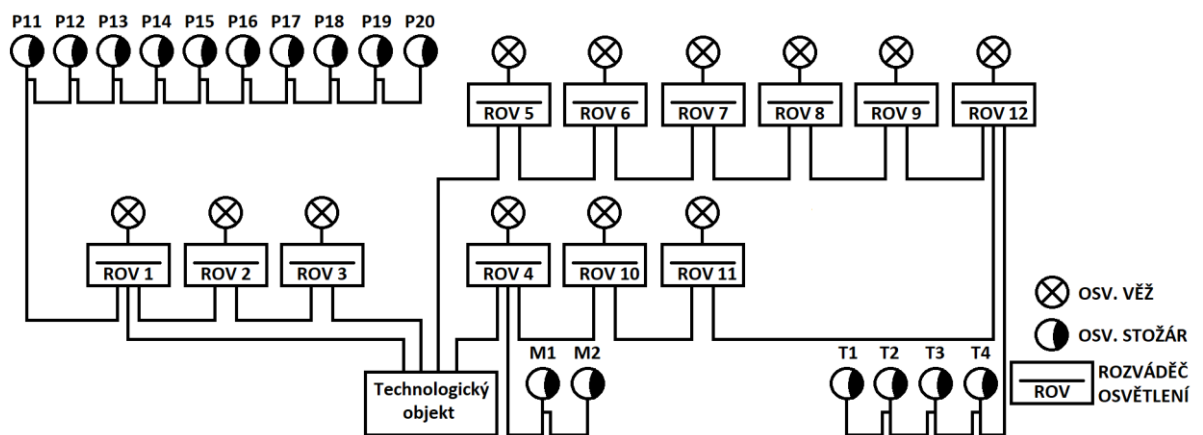 P11 P12 P13 P14 P15 P16 P17 P18 P19 P20
ROV 5 ROV 6 ROV 7 ROV 8 ROV 9 ROV 12
ROV 1 ROV 2 ROV 3 ROV 4 ROV 10 ROV 11
OSV. VĚŽ
OSV. STOŽÁR
M1 M2 T1 T2 T3 T4
Technologický
objekt
ROV
ROZVÁDĚČ
OSVĚTLENÍ